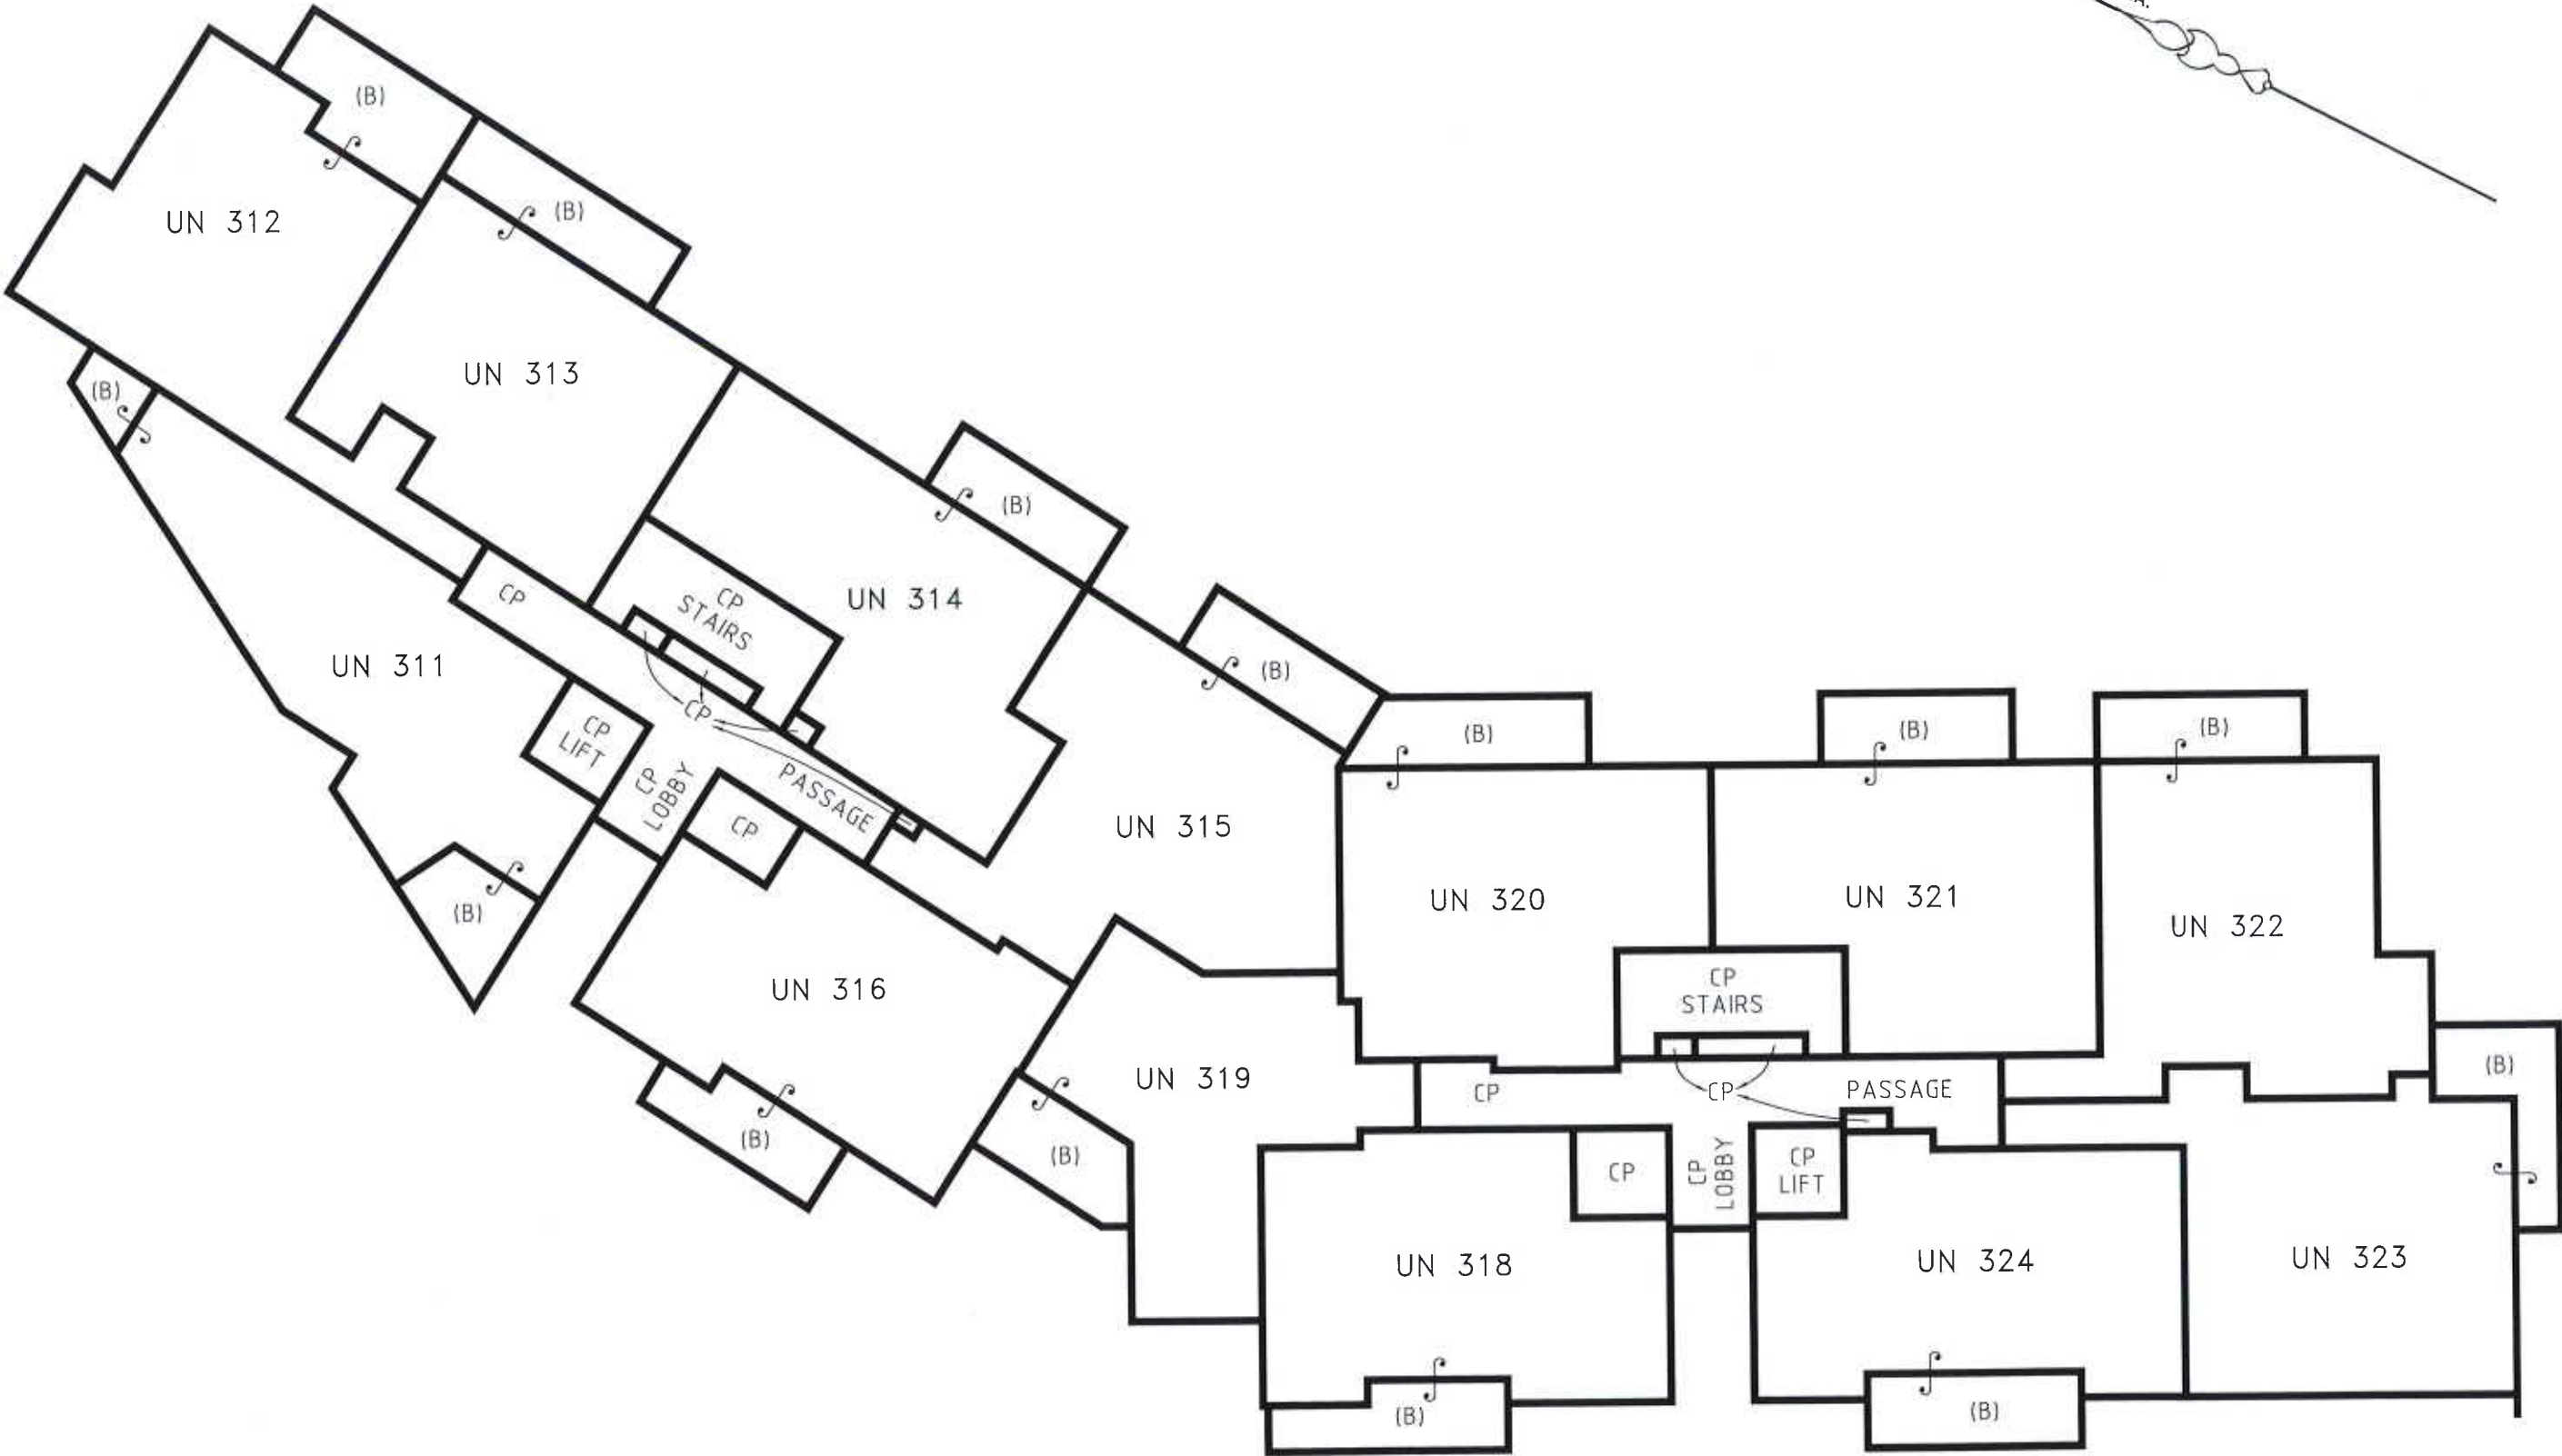 (B)
(B)
UN 312
UN 313
(B)
(B)
UN 314
CP
STAIRS
CP
UN 311
CP
LIFT
CP
CP
LOBBY
PASSAGE
CP
(B)
UN 316
(B)
(B)
UN 315
(B)
UN 319
(B)
(B)
(B)
UN 320
UN 321
UN 322
CP
STAIRS
CP
CP
PASSAGE
(B)
CP
CP
LOBBY
CP
LIFT
UN 318
UN 324
UN 323
(B)
(B)